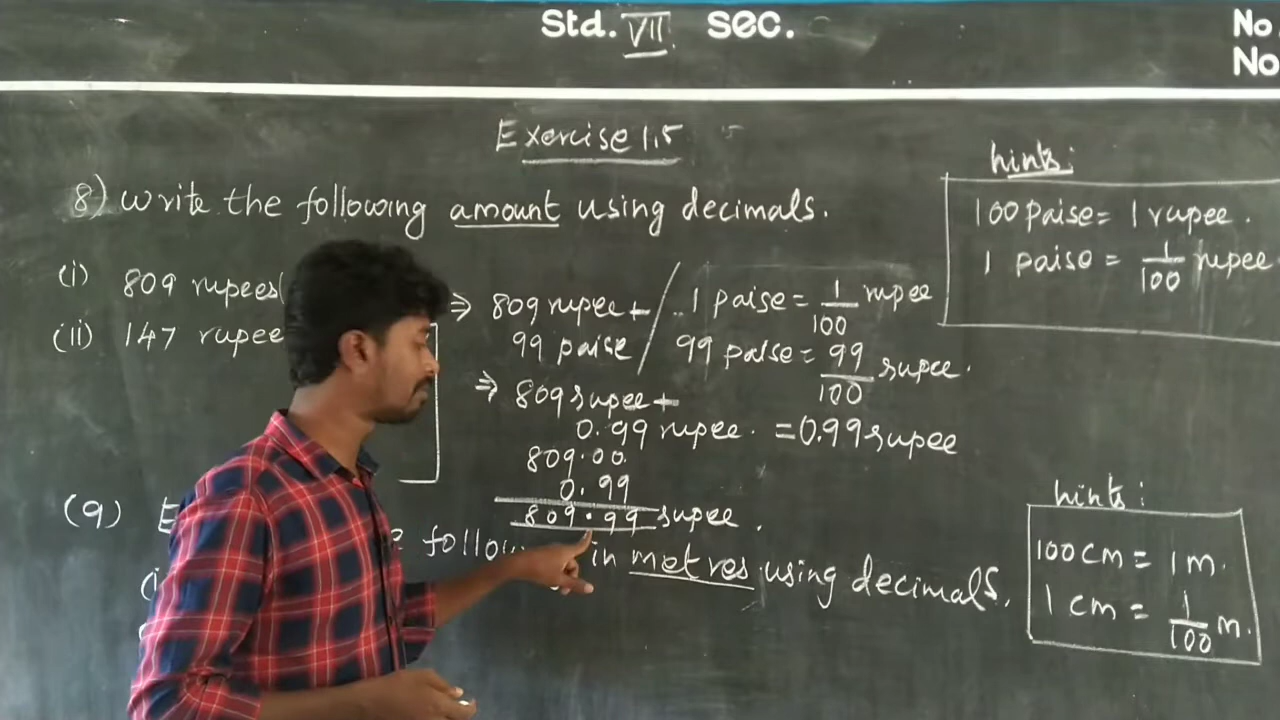 Std. VII sec.
No.
No
Exercise 1.5
hints:
100 paise = 1 rupee.
1 paise = 1/100 rupee
8) Write the following amount using decimals.
(i) 809 rupees
(ii) 147 rupee
⇒ 809 rupee +
99 paise
1 paise = 1/100 rupee
99 paise = 99/100 rupee.
= 0.99 rupee
⇒ 809 rupee +
0.99 rupee.
809.00
0.99
809.99 rupee.
(9) E
follow in metres using decimals.
(i
hints:
100 cm = 1 m.
1 cm = 1/100 m.